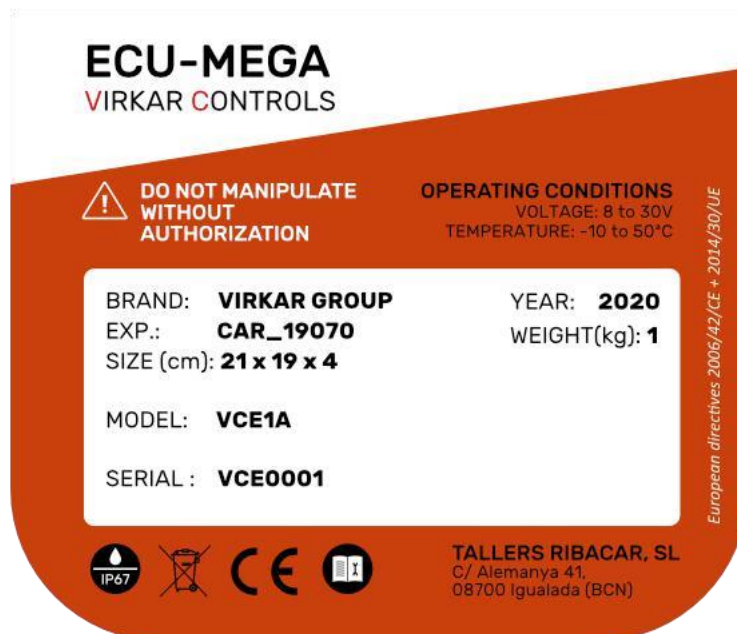 ECU-MEGA
VIRKAR CONTROLS
DO NOT MANIPULATE
WITHOUT
AUTHORIZATION
OPERATING CONDITIONS
VOLTAGE: 8 to 30V
TEMPERATURE: -10 to 50°C
BRAND: VIRKAR GROUP
EXP.: CAR_19070
SIZE (cm): 21 x 19 x 4
YEAR: 2020
WEIGHT(kg): 1
MODEL: VCE1A
SERIAL : VCE0001
European directives 2006/42/CE + 2014/30/UE
IP67
CE
TALLERS RIBACAR, SL
C/ Alemanya 41,
08700 Igualada (BCN)